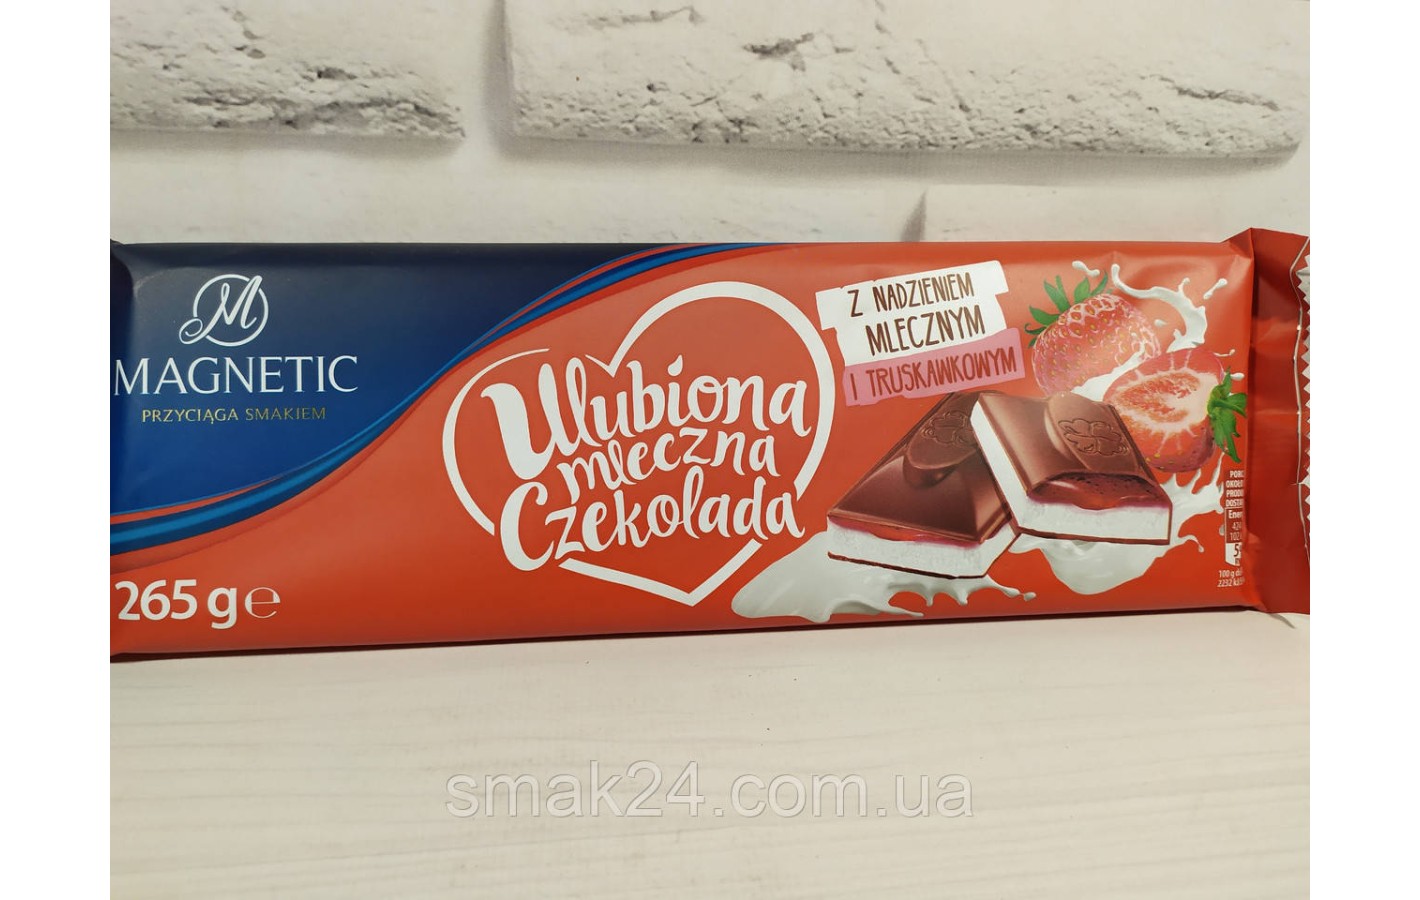 M
MAGNETIC
PRZYCIĄGA SMAKIEM
265 g e
Ulubiona
mleczna
Czekolada
Z NADZIENIEM
MLECZNYM
I TRUSKAWKOWYM
smak24.com.ua